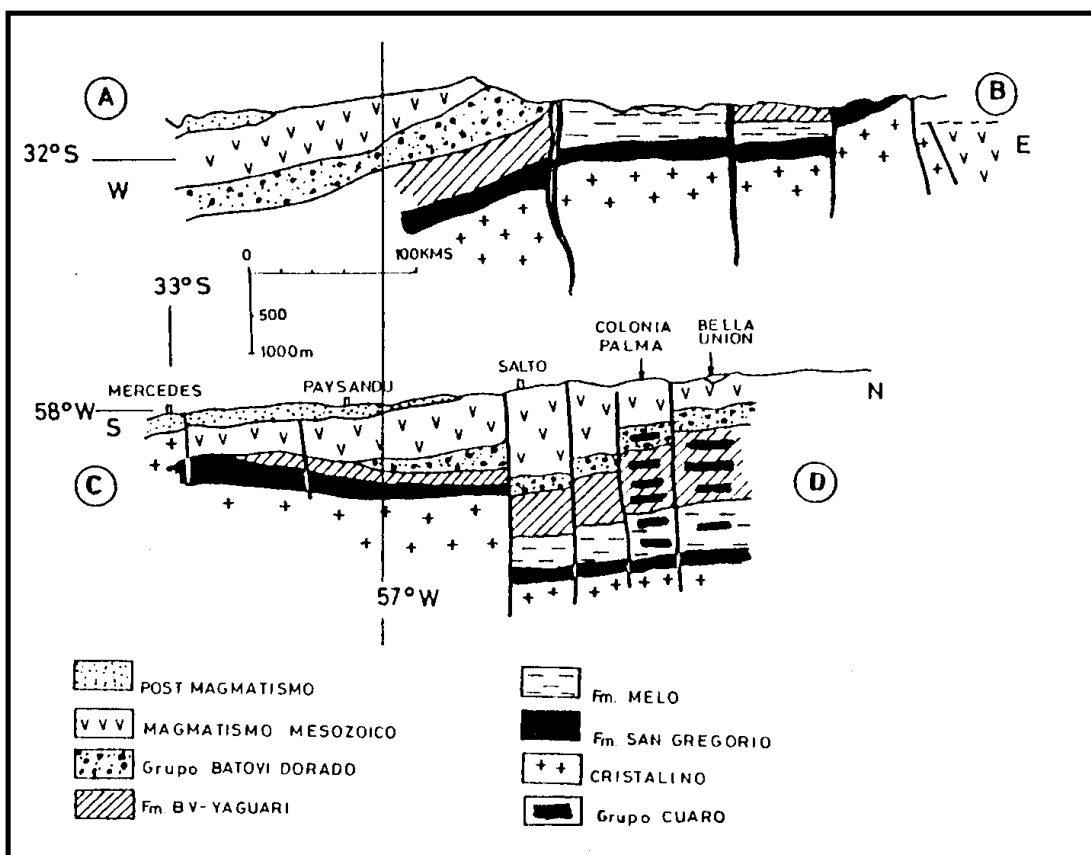 A
B
32°S
W
E
0
100KMS
500
1000m
33°S
COLONIA
PALMA
BELLA
UNION
SALTO
MERCEDES
PAYSANDU
58°W
S
N
C
D
57°W
POST MAGMATISMO
MAGMATISMO MESOZOICO
Grupo BATOVI DORADO
Fm. BV-YAGUARI
Fm. MELO
Fm. SAN GREGORIO
CRISTALINO
Grupo CUARO